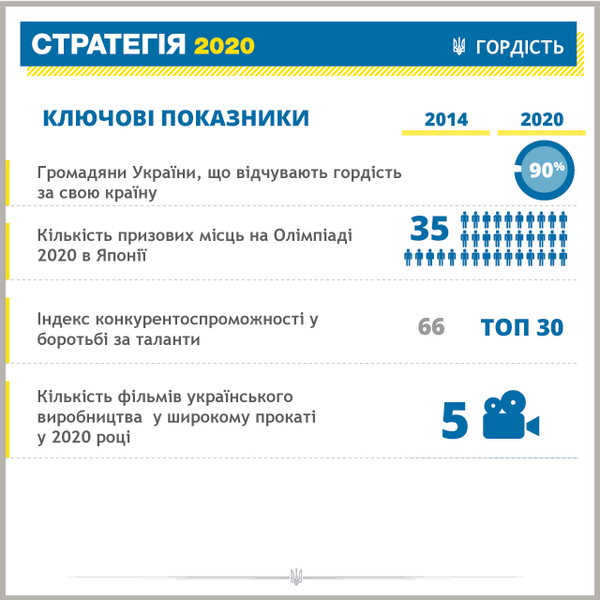 СТРАТЕГІЯ 2020
ГОРДІСТЬ
КЛЮЧОВІ ПОКАЗНИКИ
2014
2020
Громадяни України, що відчувають гордість
за свою країну
90%
Кількість призових місць на Олімпіаді
2020 в Японії
35
Індекс конкурентоспроможності у
боротьбі за таланти
66
ТОП 30
Кількість фільмів українського
виробництва у широкому прокаті
у 2020 році
5